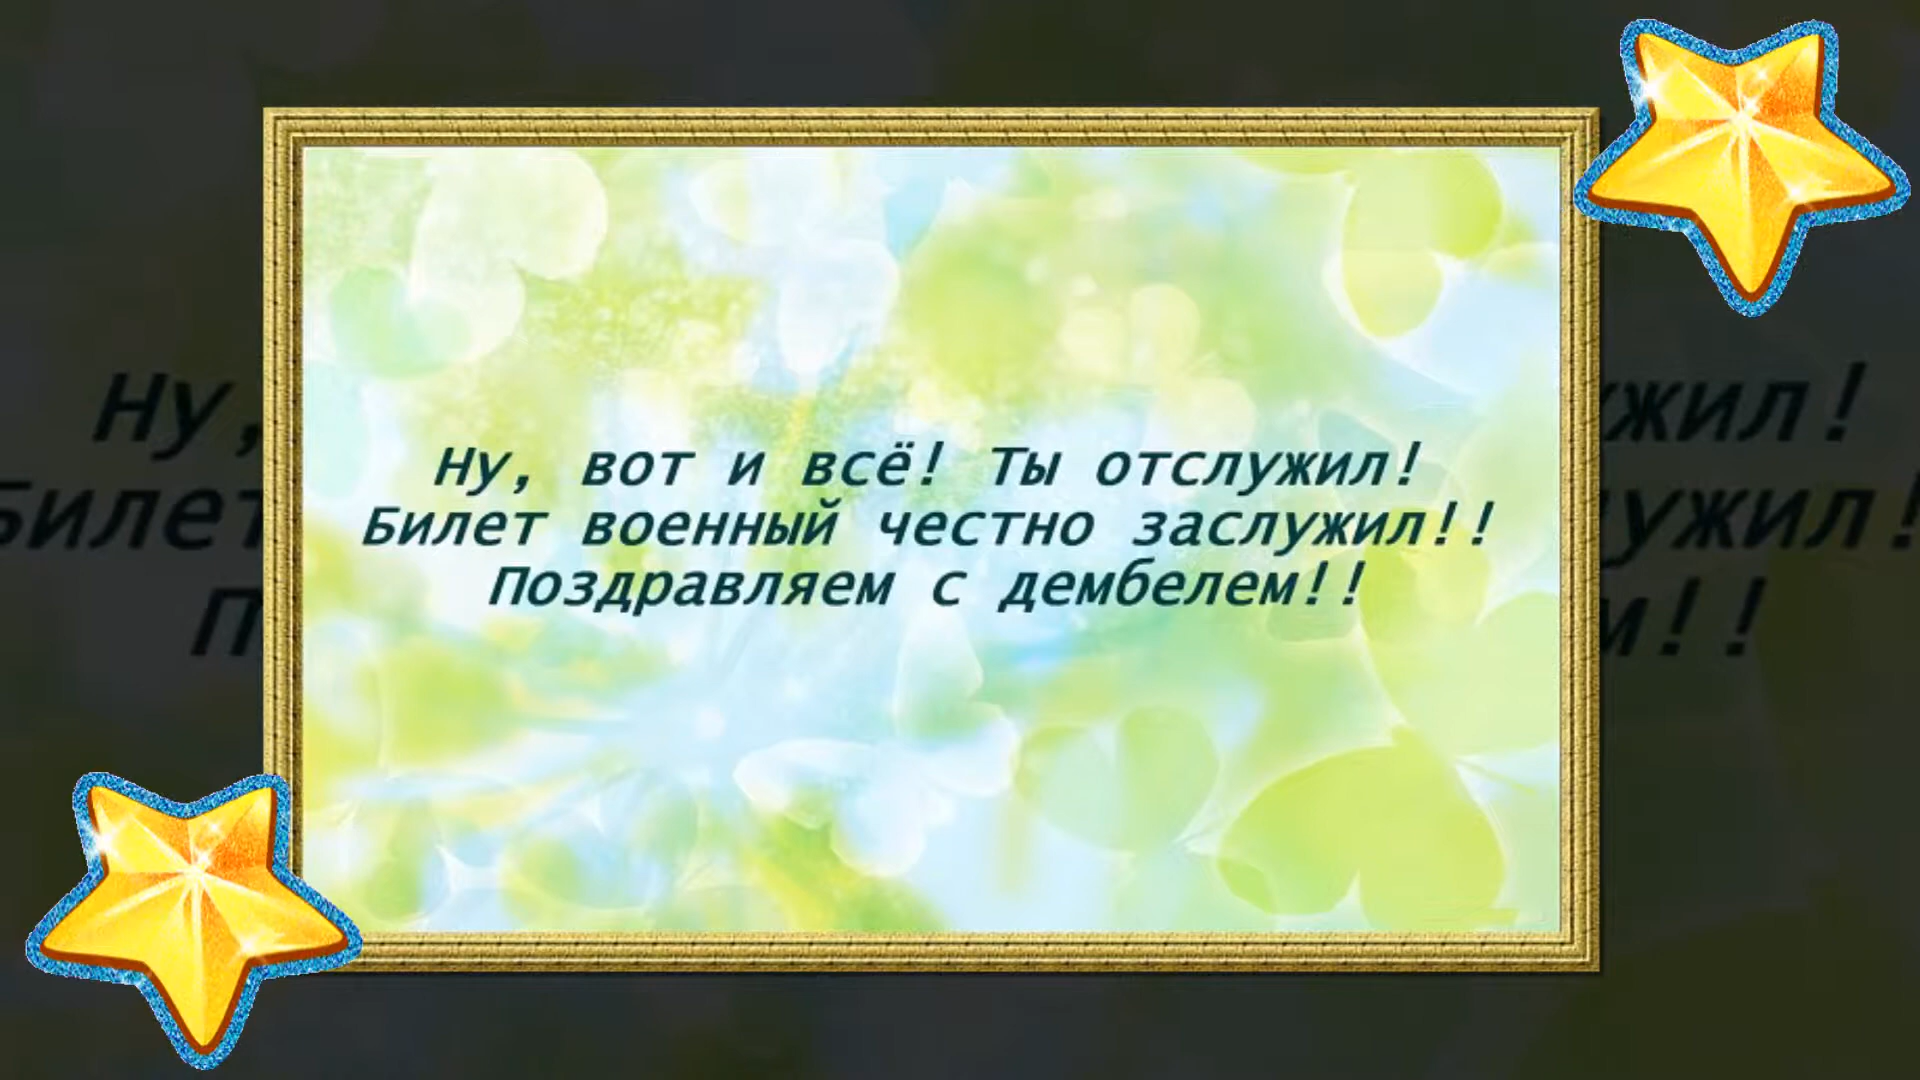 Ну, вот и всё! Ты отслужил!
Билет военный честно заслужил!!
Поздравляем с дембелем!!